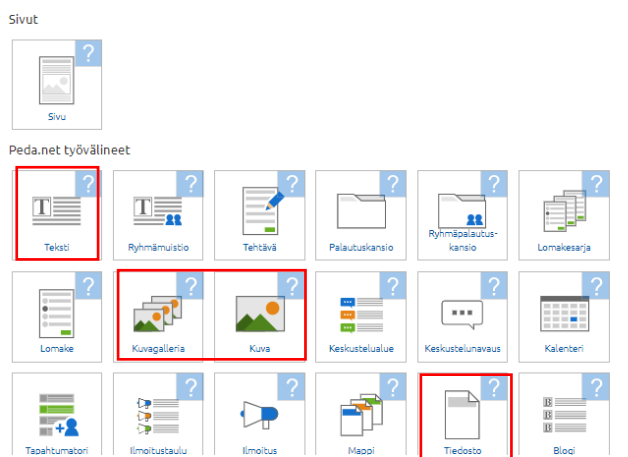 Sivut
?
Sivu
Peda.net työvälineet
? ? ? ? ? ?
T T
Teksti Ryhmämuistio Tehtävä Palautuskansio Ryhmäpalautus-
kansio Lomakesarja
? ? ? ? ? ?
Lomake Kuvagalleria Kuva Keskustelualue Keskustelunavaus Kalenteri
? ? ? ? ? ?
B
B
B
Tapahtumatori Ilmoitustaulu Ilmoitus Mappi Tiedosto Blogi